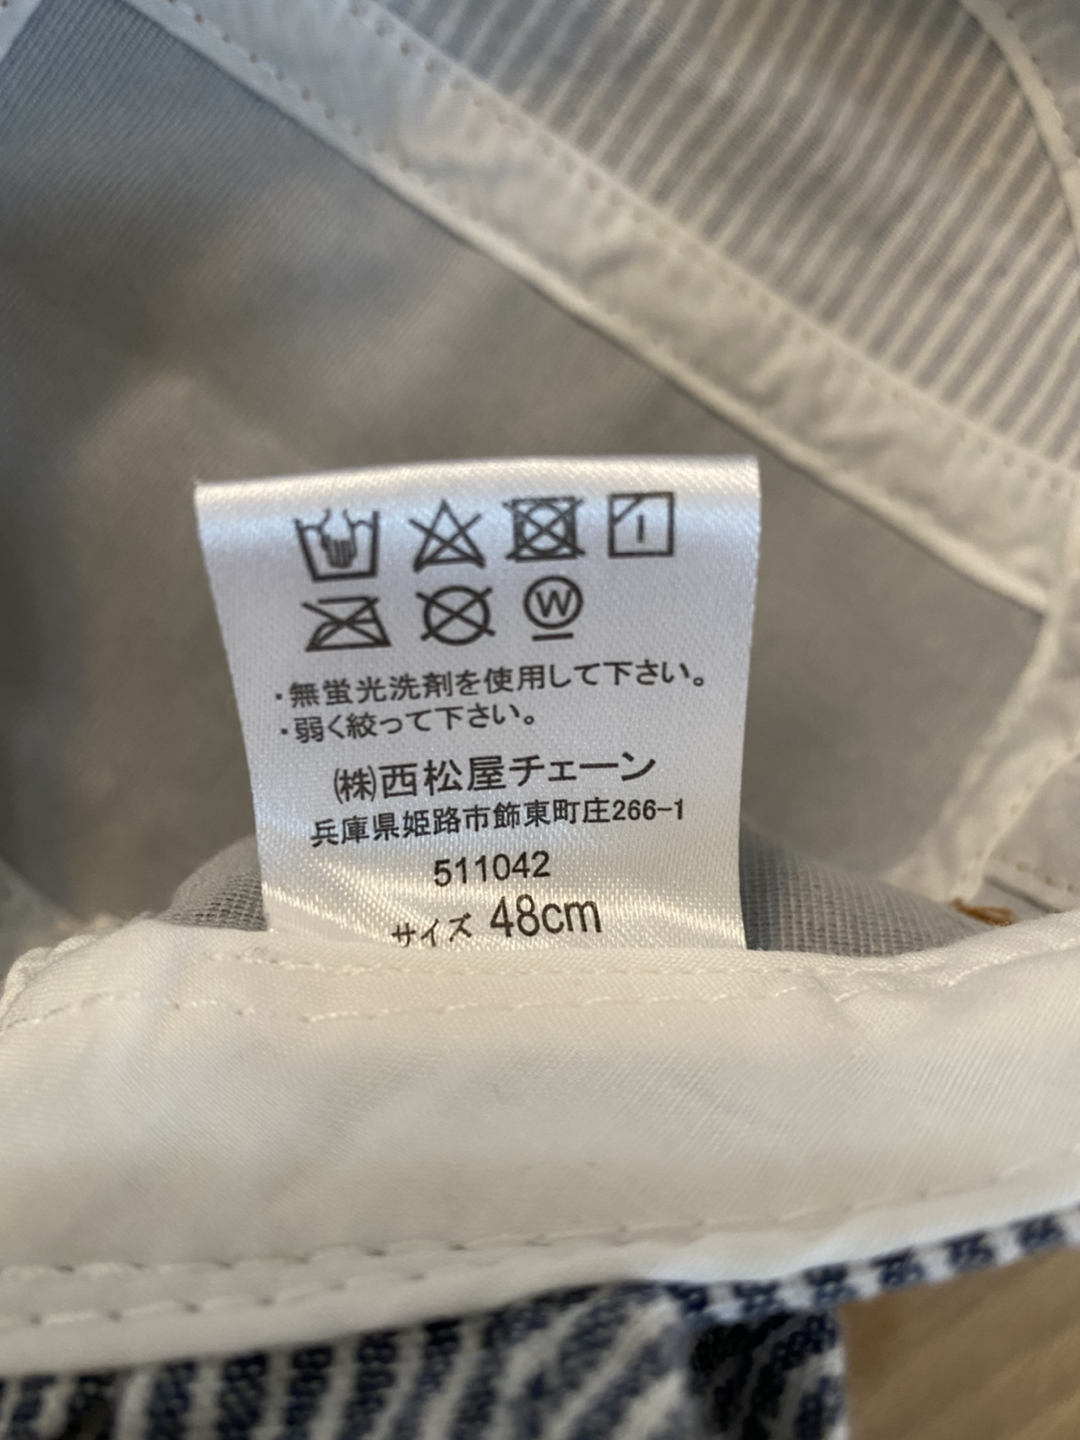 W
・無蛍光洗剤を使用して下さい。
・弱く絞って下さい。
㈱西松屋チェーン
兵庫県姫路市飾東町庄266-1
511042
サイズ 48cm